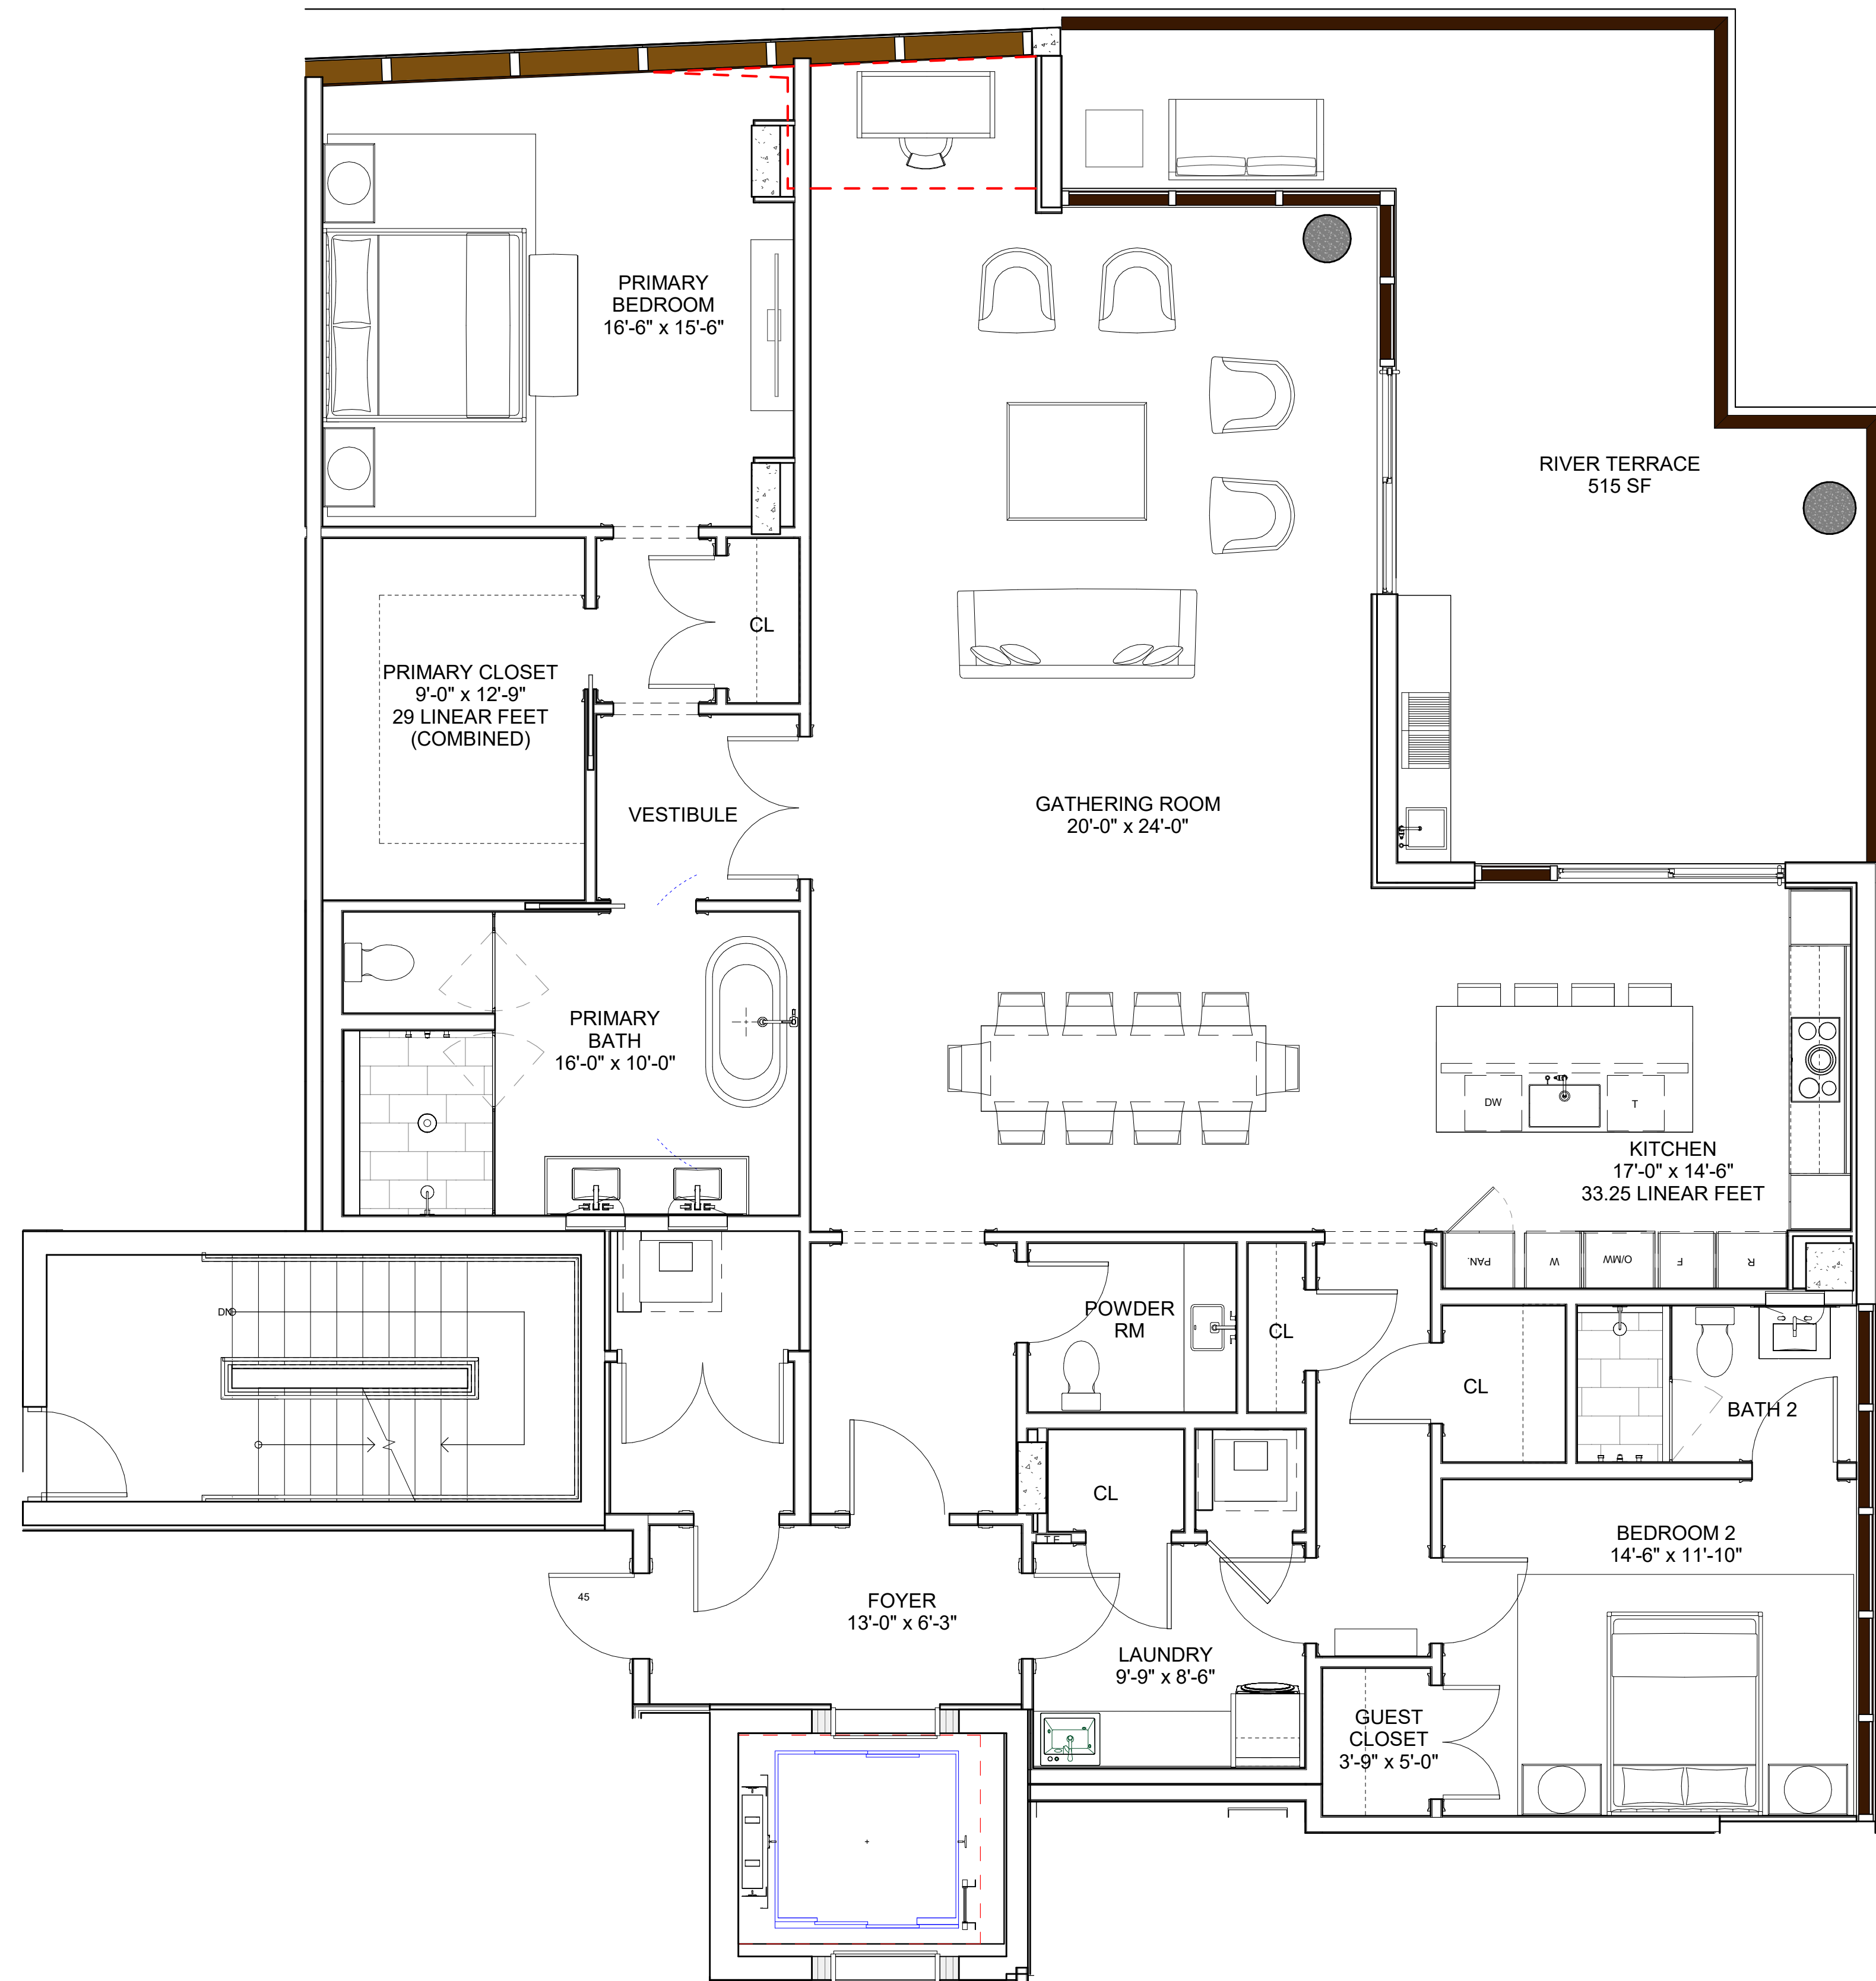 PRIMARY
BEDROOM
16'-6" x 15'-6"
RIVER TERRACE
515 SF
CL
PRIMARY CLOSET
9'-0" x 12'-9"
29 LINEAR FEET
(COMBINED)
VESTIBULE
GATHERING ROOM
20'-0" x 24'-0"
PRIMARY
BATH
16'-0" x 10'-0"
DW
T
KITCHEN
17'-0" x 14'-6"
33.25 LINEAR FEET
PAN.
W
O/MW
F
R
DN
POWDER
RM
CL
CL
BATH 2
CL
T.E.
BEDROOM 2
14'-6" x 11'-10"
45
FOYER
13'-0" x 6'-3"
LAUNDRY
9'-9" x 8'-6"
GUEST
CLOSET
3'-9" x 5'-0"